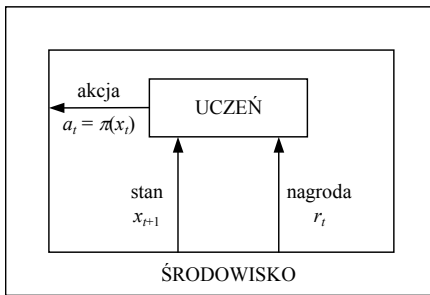 akcja
a_t = π(x_t)
UCZEŃ
stan
x_{t+1}
nagroda
r_t
ŚRODOWISKO